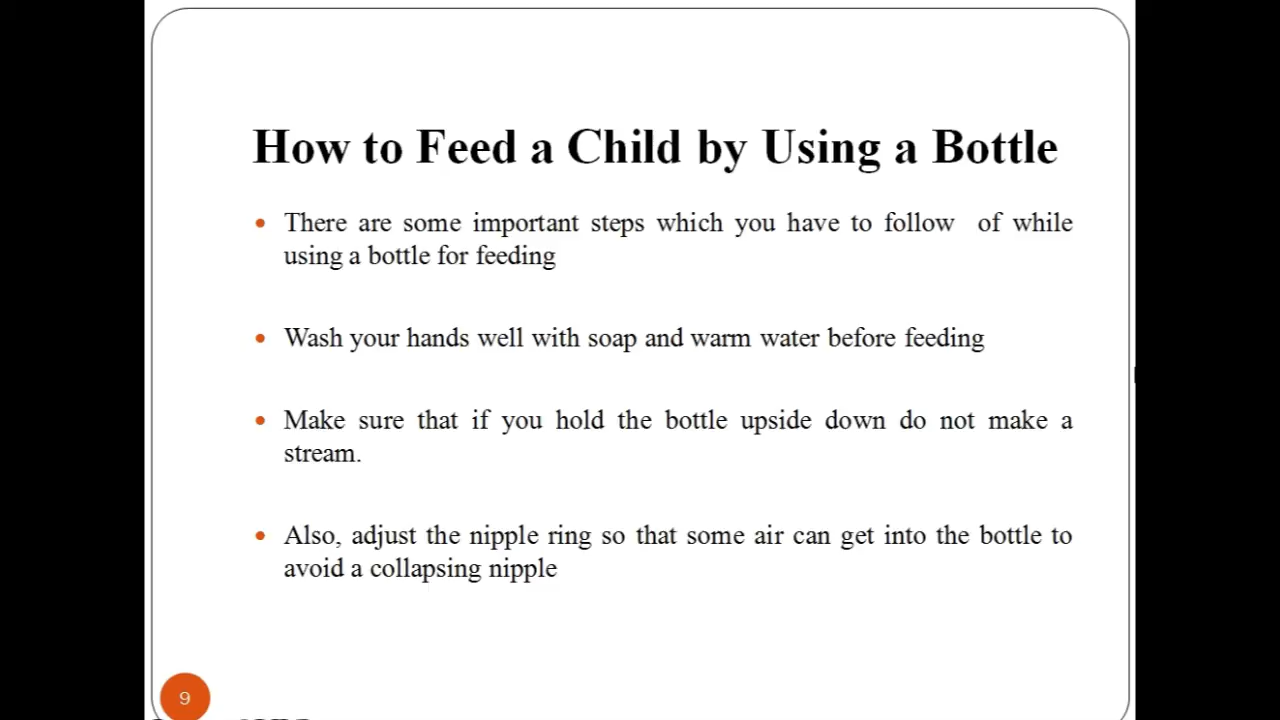 How to Feed a Child by Using a Bottle
• There are some important steps which you have to follow of while
using a bottle for feeding
• Wash your hands well with soap and warm water before feeding
• Make sure that if you hold the bottle upside down do not make a
stream.
• Also, adjust the nipple ring so that some air can get into the bottle to
avoid a collapsing nipple
9